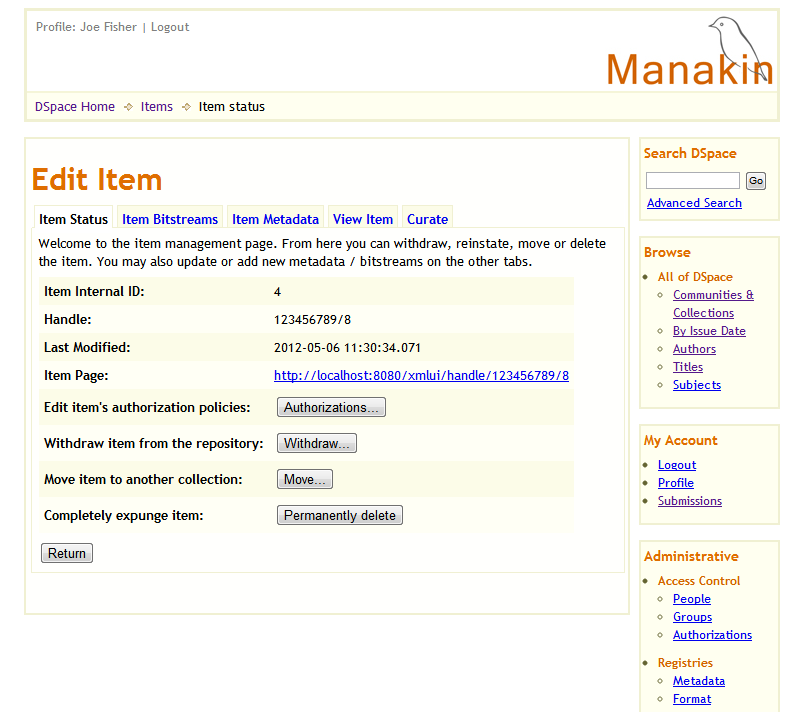 Profile: Joe Fisher | Logout
Manakin
DSpace Home Items Item status
Edit Item
Item Status Item Bitstreams Item Metadata View Item Curate
Welcome to the item management page. From here you can withdraw, reinstate, move or delete
the item. You may also update or add new metadata / bitstreams on the other tabs.
Item Internal ID: 4
Handle: 123456789/8
Last Modified: 2012-05-06 11:30:34.071
Item Page: http://localhost:8080/xmlui/handle/123456789/8
Edit item's authorization policies: Authorizations...
Withdraw item from the repository: Withdraw...
Move item to another collection: Move...
Completely expunge item: Permanently delete
Return
Search DSpace
Go
Advanced Search
Browse
All of DSpace
Communities &
Collections
By Issue Date
Authors
Titles
Subjects
My Account
Logout
Profile
Submissions
Administrative
Access Control
People
Groups
Authorizations
Registries
Metadata
Format